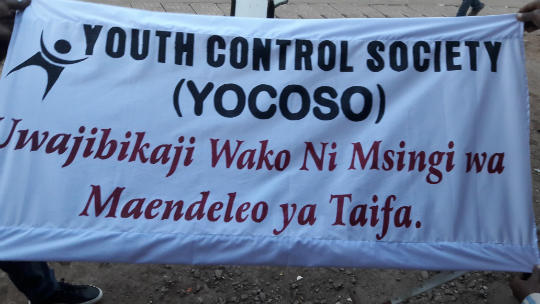 YOUTH CONTROL SOCIETY
(YOCOSO)
Uwajibikaji Wako Ni Msingi wa
Maendeleo ya Taifa.